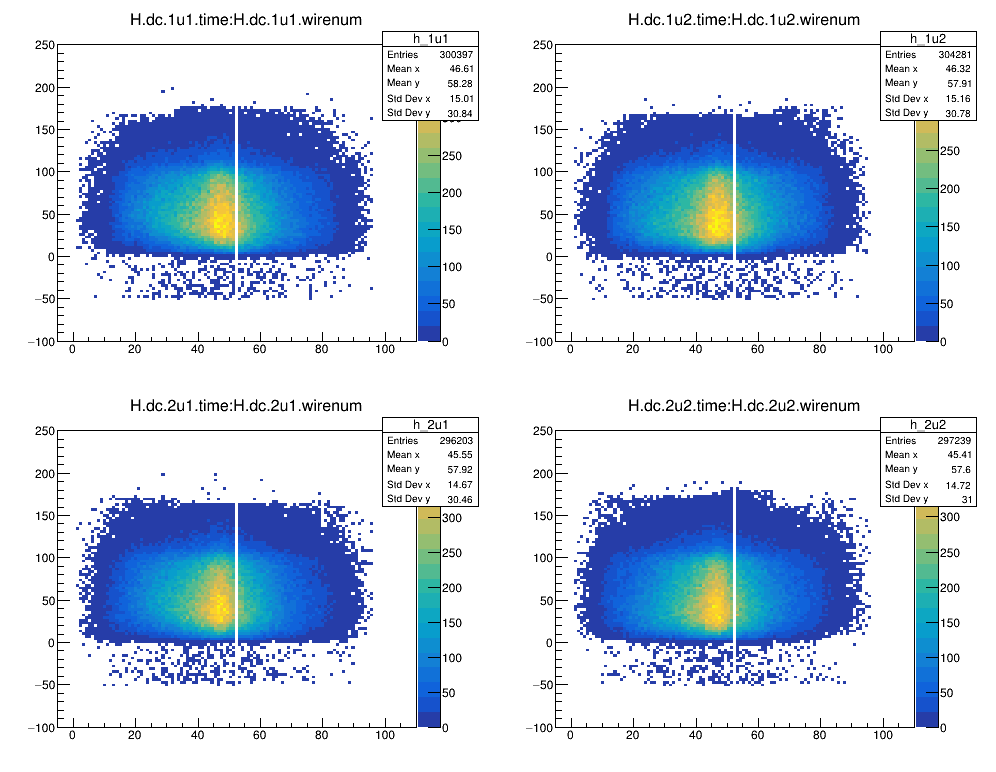 H.dc.1u1.time:H.dc.1u1.wirenum
h_1u1
Entries 300397
Mean x 46.61
Mean y 58.28
Std Dev x 15.01
Std Dev y 30.84
250
200
150
100
50
0
−50
−100
0 20 40 60 80 100
250
200
150
100
50
0
H.dc.1u2.time:H.dc.1u2.wirenum
h_1u2
Entries 304281
Mean x 46.32
Mean y 57.91
Std Dev x 15.16
Std Dev y 30.78
250
200
150
100
50
0
−50
−100
0 20 40 60 80 100
250
200
150
100
50
0
H.dc.2u1.time:H.dc.2u1.wirenum
h_2u1
Entries 296203
Mean x 45.55
Mean y 57.92
Std Dev x 14.67
Std Dev y 30.46
250
200
150
100
50
0
−50
−100
0 20 40 60 80 100
300
250
200
150
100
50
0
H.dc.2u2.time:H.dc.2u2.wirenum
h_2u2
Entries 297239
Mean x 45.41
Mean y 57.6
Std Dev x 14.72
Std Dev y 31
250
200
150
100
50
0
−50
−100
0 20 40 60 80 100
300
250
200
150
100
50
0